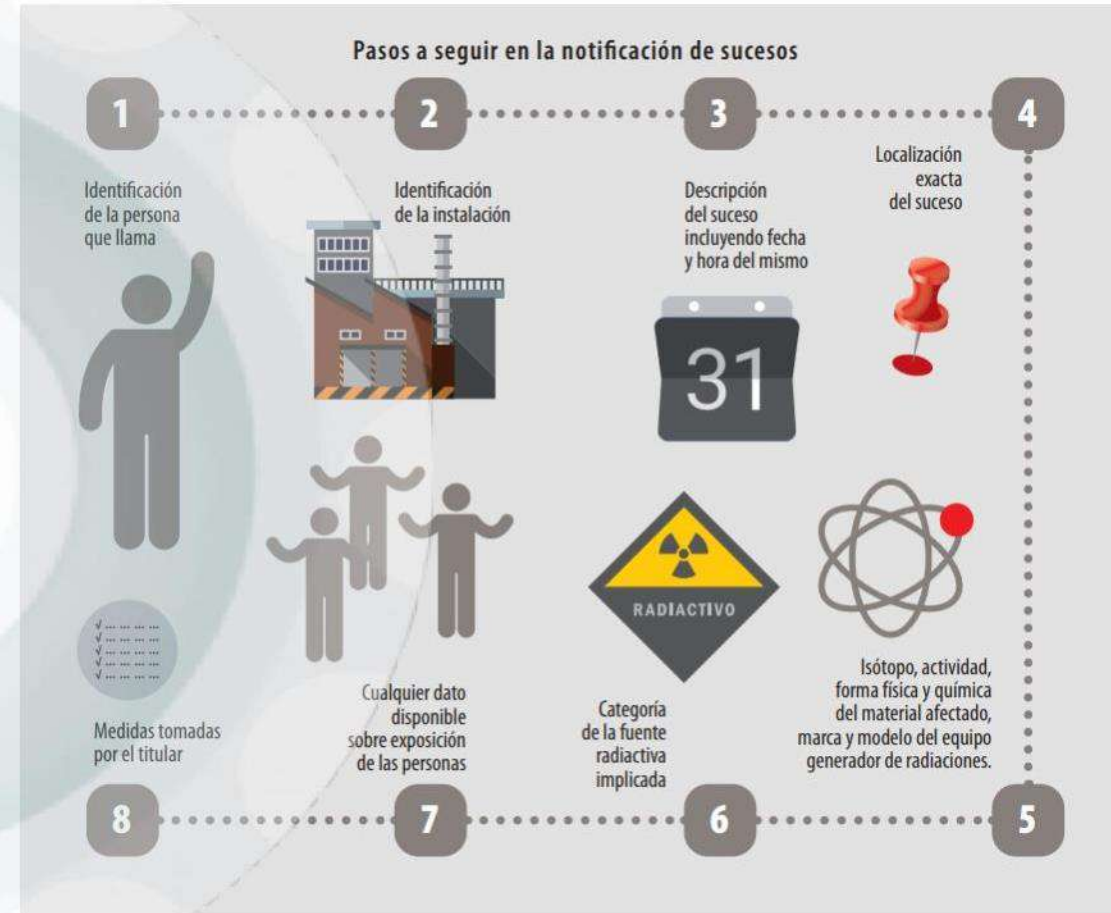 Pasos a seguir en la notificación de sucesos
1
2
3
4
Identificación
de la persona
que llama
Identificación
de la instalación
Descripción
del suceso
incluyendo fecha
y hora del mismo
Localización
exacta
del suceso
31
RADIACTIVO
Isótopo, actividad,
forma física y química
del material afectado,
marca y modelo del equipo
generador de radiaciones.
Categoría
de la fuente
radiactiva
implicada
Cualquier dato
disponible
sobre exposición
de las personas
Medidas tomadas
por el titular
8
7
6
5